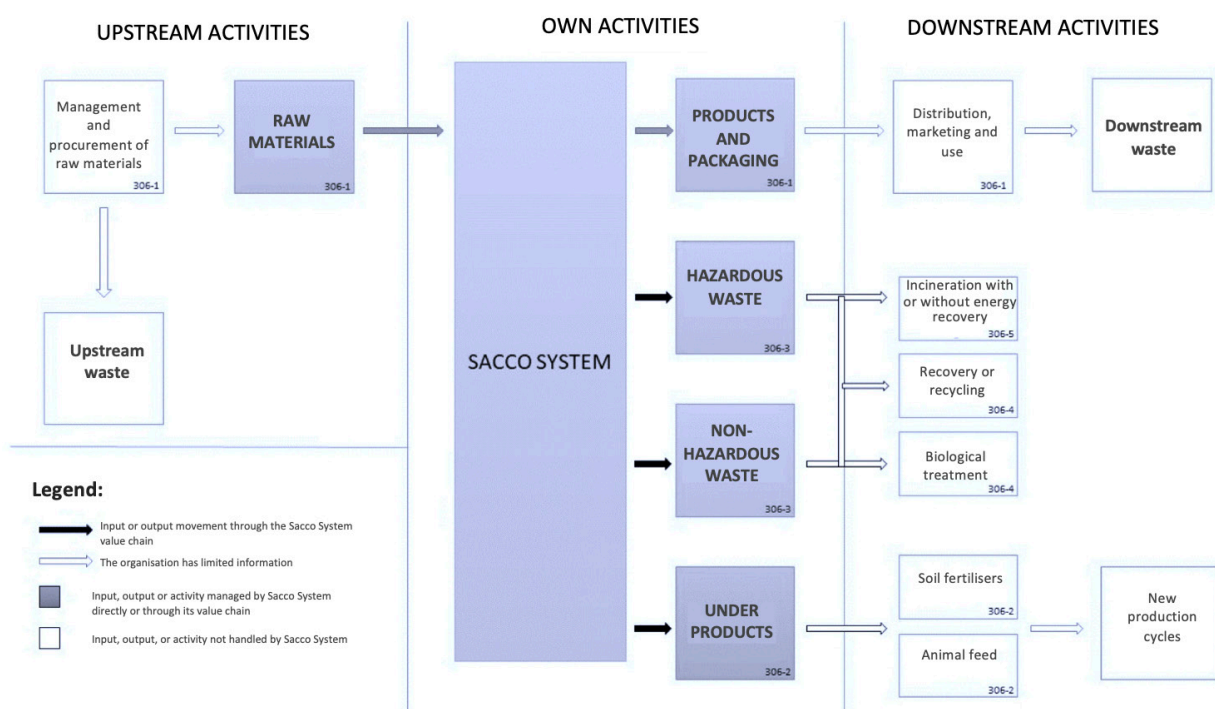 UPSTREAM ACTIVITIES
OWN ACTIVITIES
DOWNSTREAM ACTIVITIES
Management
and
procurement of
raw materials
306-1
RAW
MATERIALS
306-1
Upstream
waste
SACCO SYSTEM
PRODUCTS
AND
PACKAGING
306-1
HAZARDOUS
WASTE
306-3
NON-
HAZARDOUS
WASTE
306-3
UNDER
PRODUCTS
306-2
Distribution,
marketing and
use
306-1
Downstream
waste
Incineration with
or without energy
recovery
306-5
Recovery or
recycling
306-4
Biological
treatment
306-4
Soil fertilisers
306-2
Animal feed
306-2
New
production
cycles
Legend:
Input or output movement through the Sacco System
value chain
The organisation has limited information
Input, output or activity managed by Sacco System
directly or through its value chain
Input, output, or activity not handled by Sacco System